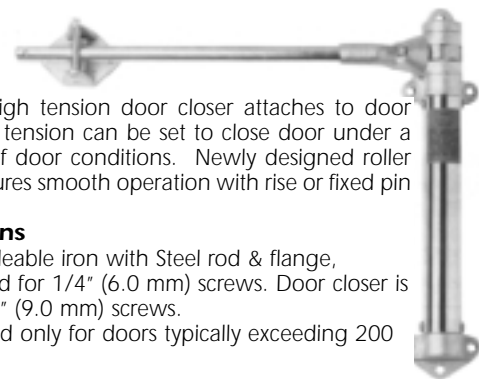 igh tension door closer attaches to door
tension can be set to close door under a
f door conditions. Newly designed roller
ures smooth operation with rise or fixed pin
ns
leable iron with Steel rod & flange,
d for 1/4" (6.0 mm) screws. Door closer is
" (9.0 mm) screws.
d only for doors typically exceeding 200